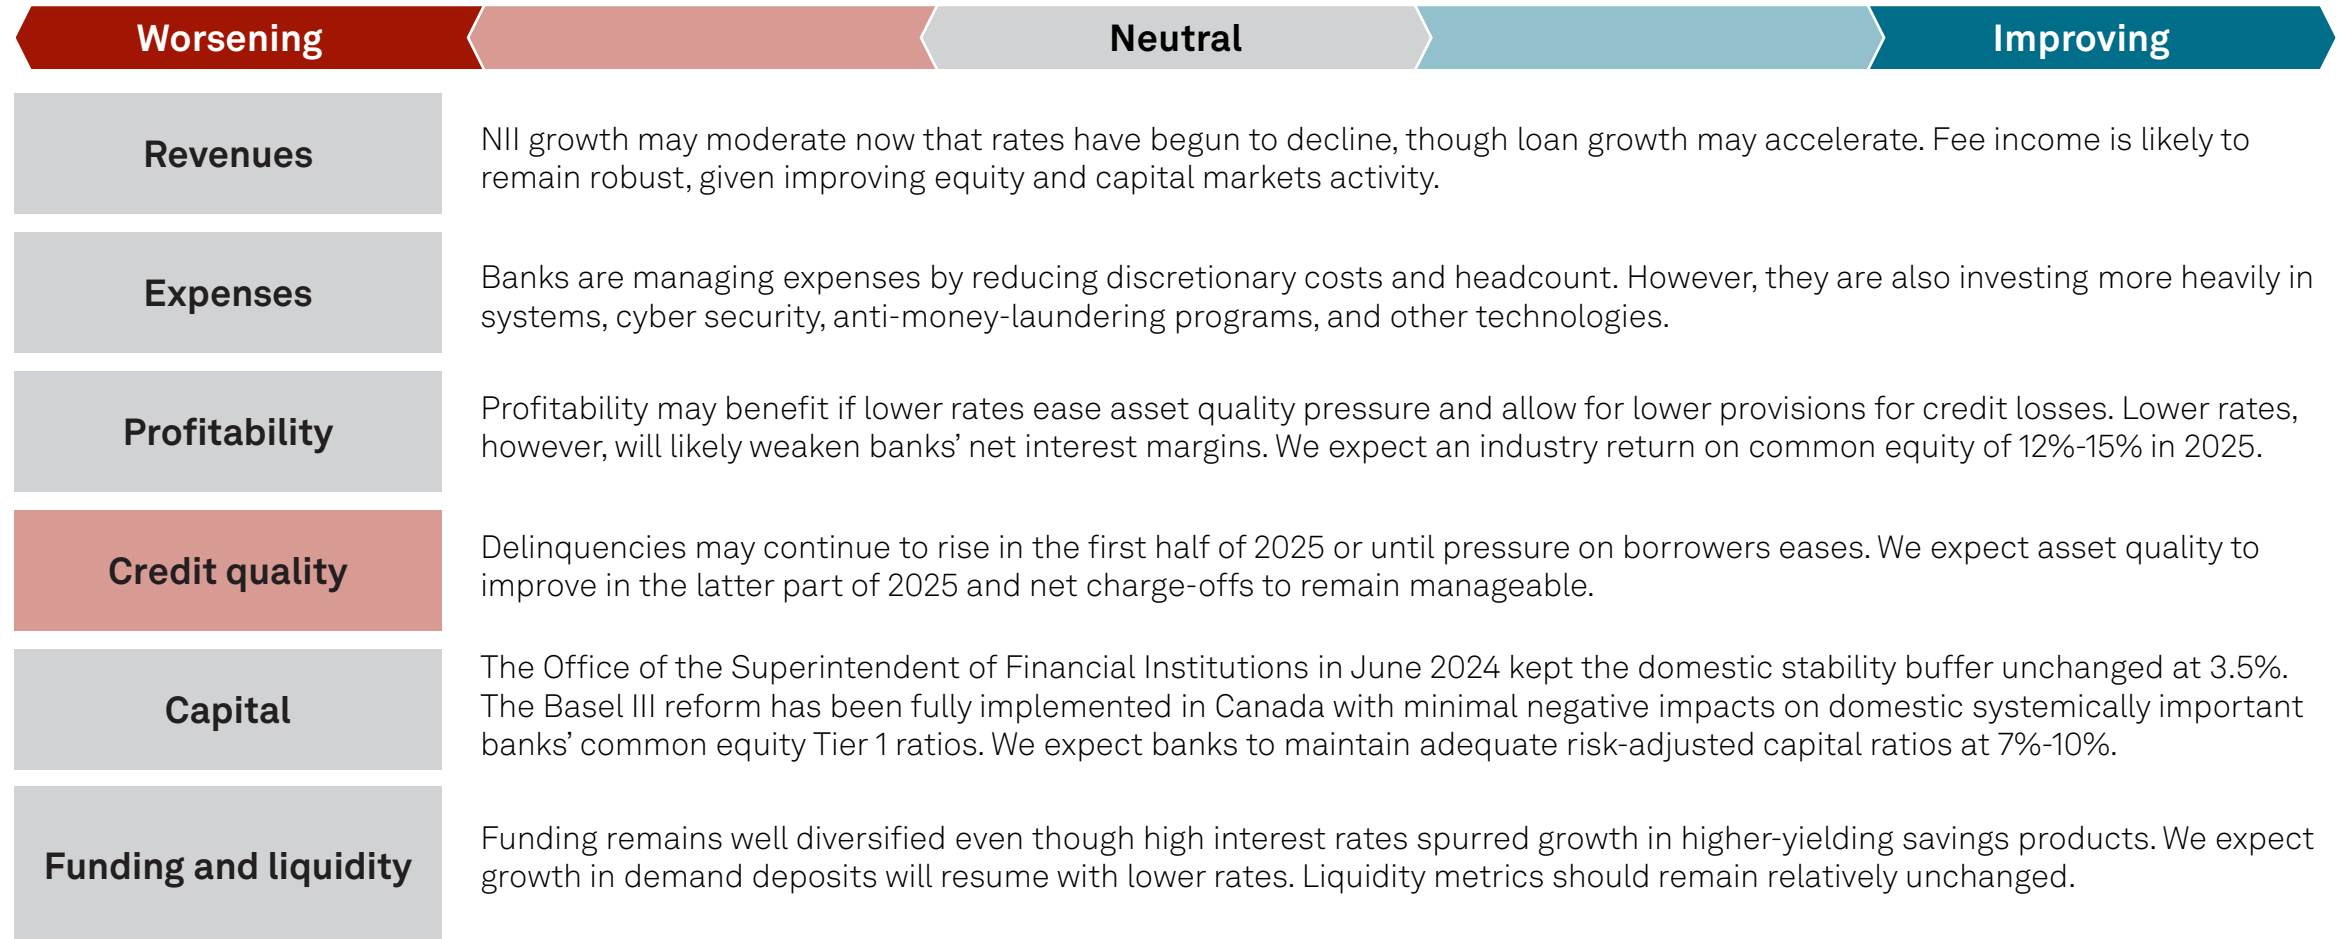 Worsening
Neutral
Improving
Revenues
NII growth may moderate now that rates have begun to decline, though loan growth may accelerate. Fee income is likely to
remain robust, given improving equity and capital markets activity.
Expenses
Banks are managing expenses by reducing discretionary costs and headcount. However, they are also investing more heavily in
systems, cyber security, anti-money-laundering programs, and other technologies.
Profitability
Profitability may benefit if lower rates ease asset quality pressure and allow for lower provisions for credit losses. Lower rates,
however, will likely weaken banks’ net interest margins. We expect an industry return on common equity of 12%-15% in 2025.
Credit quality
Delinquencies may continue to rise in the first half of 2025 or until pressure on borrowers eases. We expect asset quality to
improve in the latter part of 2025 and net charge-offs to remain manageable.
Capital
The Office of the Superintendent of Financial Institutions in June 2024 kept the domestic stability buffer unchanged at 3.5%.
The Basel III reform has been fully implemented in Canada with minimal negative impacts on domestic systemically important
banks’ common equity Tier 1 ratios. We expect banks to maintain adequate risk-adjusted capital ratios at 7%-10%.
Funding and liquidity
Funding remains well diversified even though high interest rates spurred growth in higher-yielding savings products. We expect
growth in demand deposits will resume with lower rates. Liquidity metrics should remain relatively unchanged.